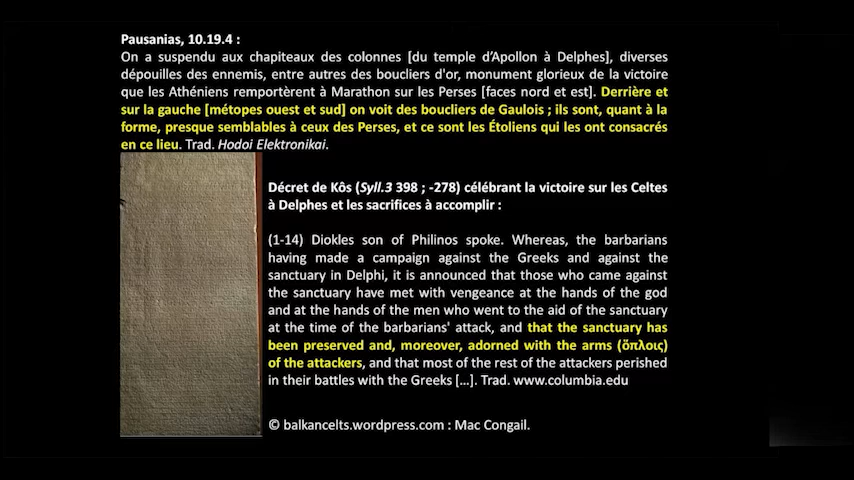 Pausanias, 10.19.4 :
On a suspendu aux chapiteaux des colonnes [du temple d’Apollon à Delphes], diverses
dépouilles des ennemis, entre autres des boucliers d'or, monument glorieux de la victoire
que les Athéniens remportèrent à Marathon sur les Perses [faces nord et est]. Derrière et
sur la gauche [métopes ouest et sud] on voit des boucliers de Gaulois ; ils sont, quant à la
forme, presque semblables à ceux des Perses, et ce sont les Étoliens qui les ont consacrés
en ce lieu. Trad. Hodoi Elektronikai.
Décret de Kôs (Syll.3 398 ; -278) célébrant la victoire sur les Celtes
à Delphes et les sacrifices à accomplir :
(1-14) Diokles son of Philinos spoke. Whereas, the barbarians
having made a campaign against the Greeks and against the
sanctuary in Delphi, it is announced that those who came against
the sanctuary have met with vengeance at the hands of the god
and at the hands of the men who went to the aid of the sanctuary
at the time of the barbarians' attack, and that the sanctuary has
been preserved and, moreover, adorned with the arms (ὅπλοις)
of the attackers, and that most of the rest of the attackers perished
in their battles with the Greeks […]. Trad. www.columbia.edu
© balkancelts.wordpress.com : Mac Congail.